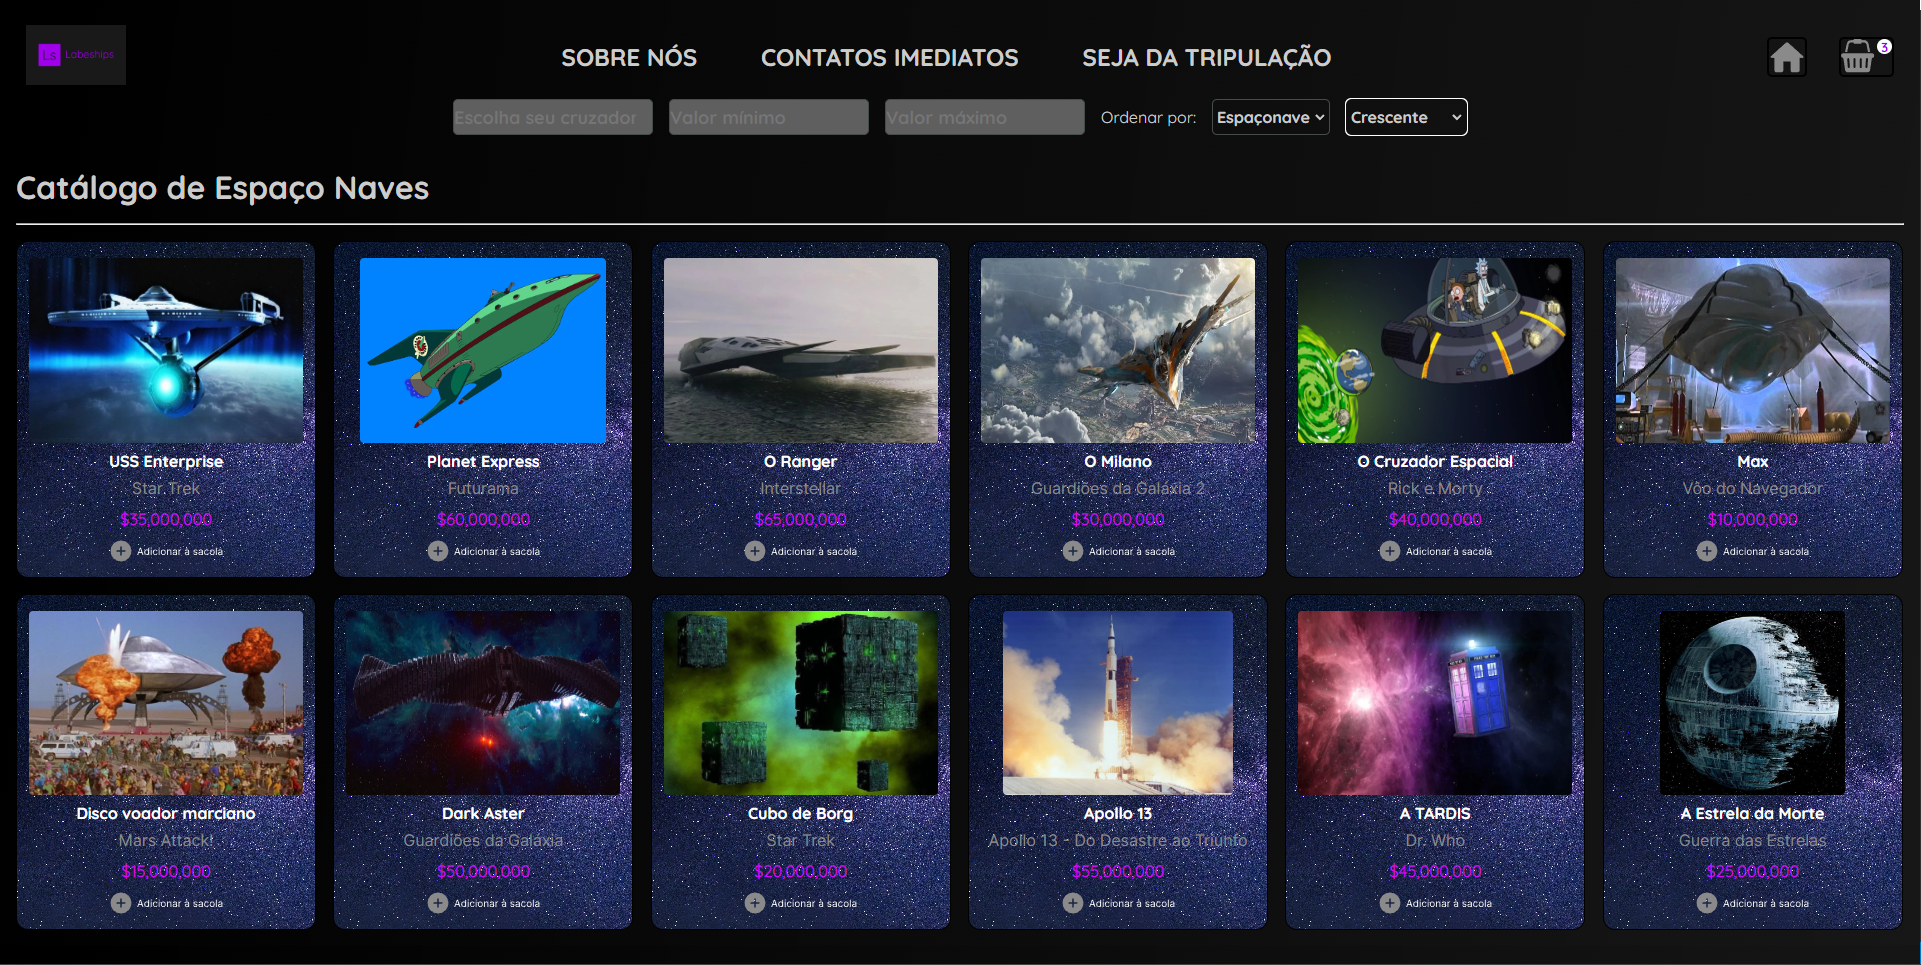 Ls Labeships
SOBRE NÓS CONTATOS IMEDIATOS SEJA DA TRIPULAÇÃO
3
Escolha seu cruzador Valor mínimo Valor máximo Ordenar por: Espaçonave Crescente
Catálogo de Espaço Naves
USS Enterprise
Star Trek
$35,000,000
Adicionar à sacola
Planet Express
Futurama
$60,000,000
Adicionar à sacola
O Ranger
Interstellar
$65,000,000
Adicionar à sacola
O Milano
Guardiões da Galáxia 2
$30,000,000
Adicionar à sacola
O Cruzador Espacial
Rick e Morty
$40,000,000
Adicionar à sacola
Max
Vôo do Navegador
$10,000,000
Adicionar à sacola
Disco voador marciano
Mars Attack!
$15,000,000
Adicionar à sacola
Dark Aster
Guardiões da Galáxia
$50,000,000
Adicionar à sacola
Cubo de Borg
Star Trek
$20,000,000
Adicionar à sacola
Apollo 13
Apollo 13 - Do Desastre ao Triunfo
$55,000,000
Adicionar à sacola
A TARDIS
Dr. Who
$45,000,000
Adicionar à sacola
A Estrela da Morte
Guerra das Estrelas
$25,000,000
Adicionar à sacola